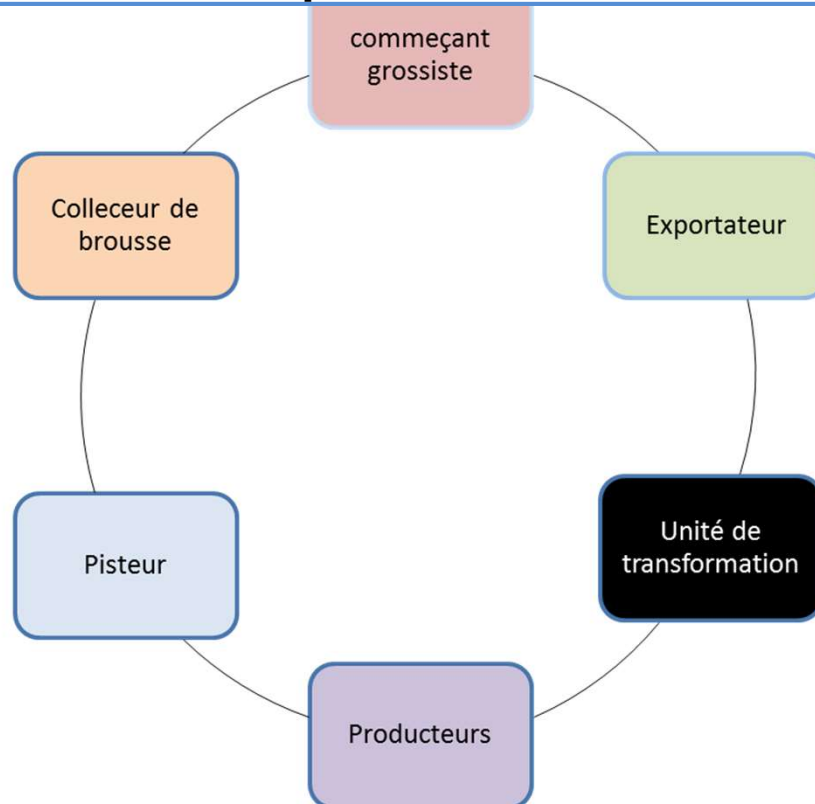 commeçant
grossiste
Exportateur
Unité de
transformation
Producteurs
Pisteur
Colleceur de
brousse